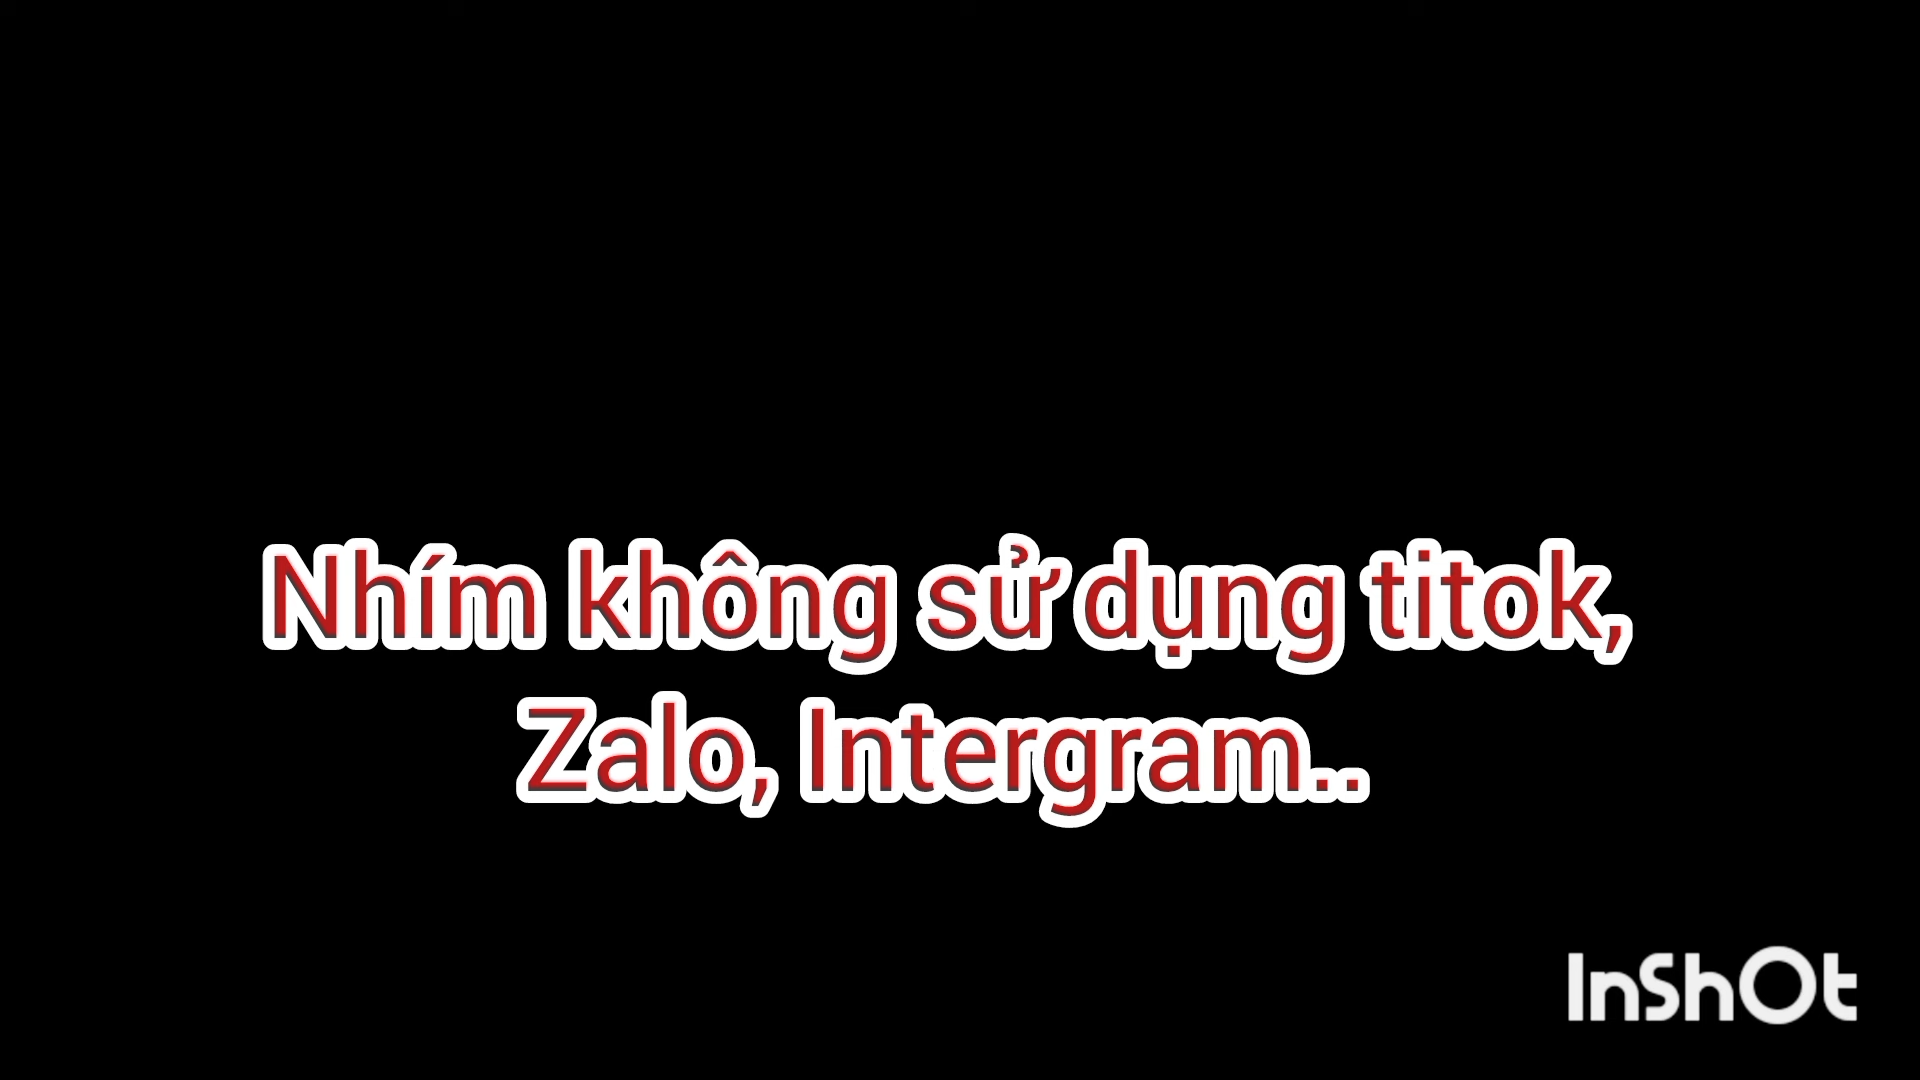 Nhím không sử dụng titok,
Zalo, Intergram..
InShOt